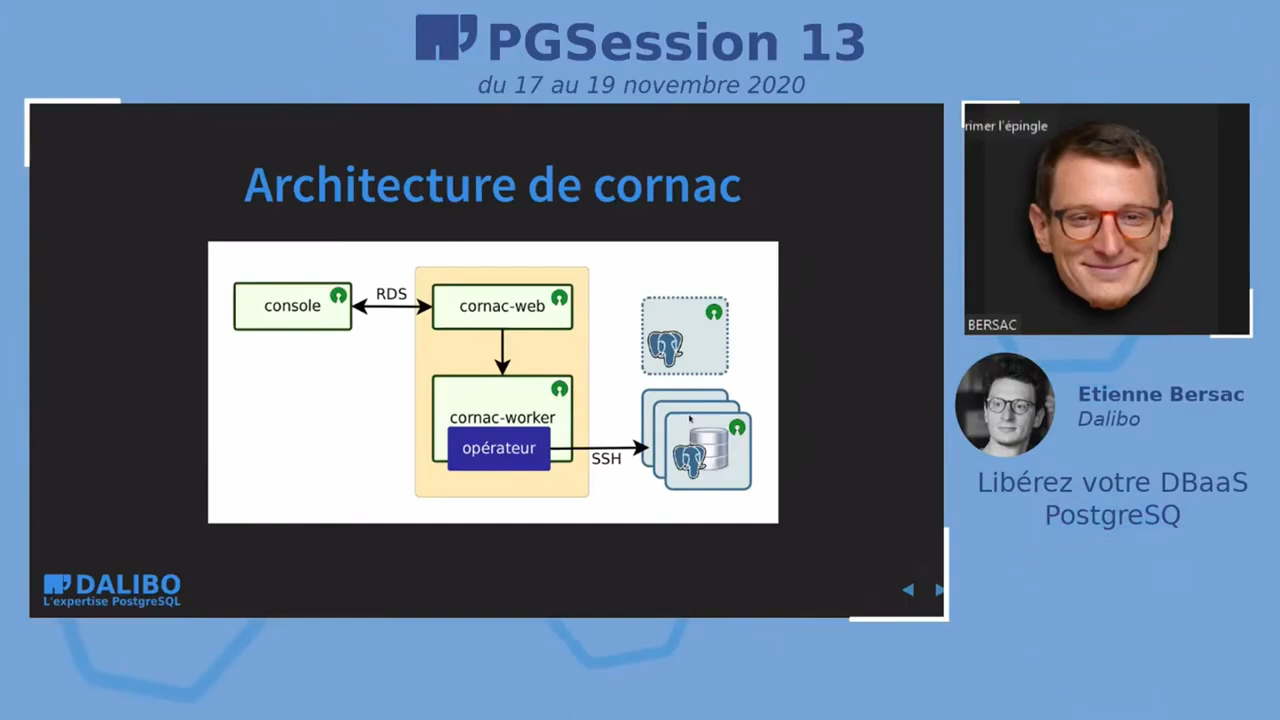 PGSession 13
du 17 au 19 novembre 2020
Architecture de cornac
console
RDS
cornac-web
cornac-worker
opérateur
SSH
DALIBO
L'expertise PostgreSQL
rimer l'épingle
BERSAC
Etienne Bersac
Dalibo
Libérez votre DBaaS
PostgreSQ